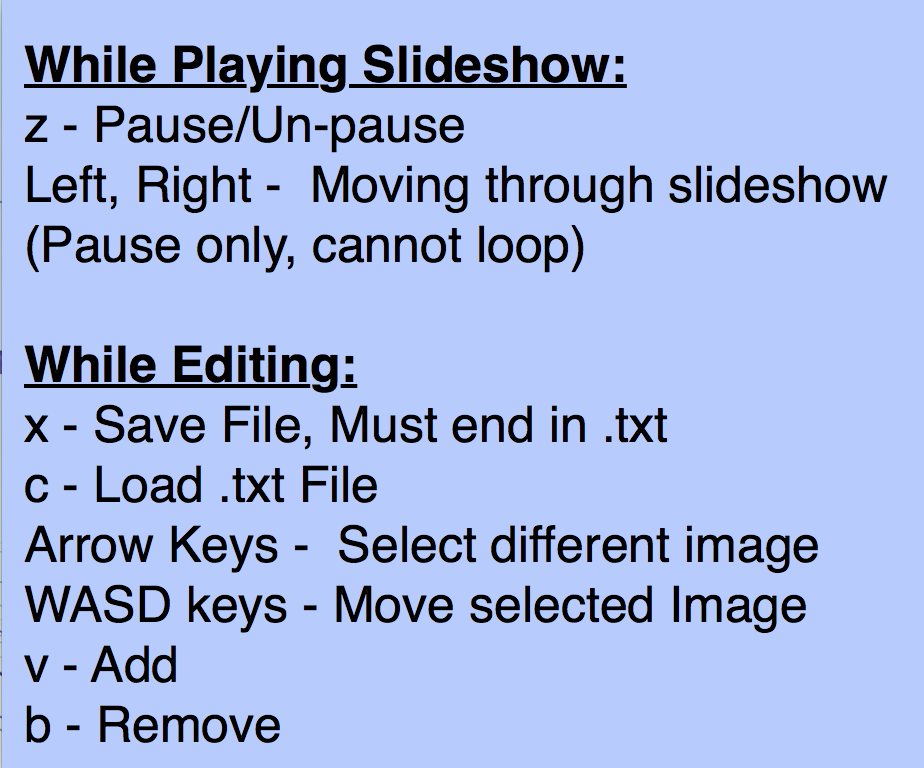 While Playing Slideshow:
z - Pause/Un-pause
Left, Right -  Moving through slideshow
(Pause only, cannot loop)
While Editing:
x - Save File, Must end in .txt
c - Load .txt File
Arrow Keys -  Select different image
WASD keys - Move selected Image
v - Add
b - Remove